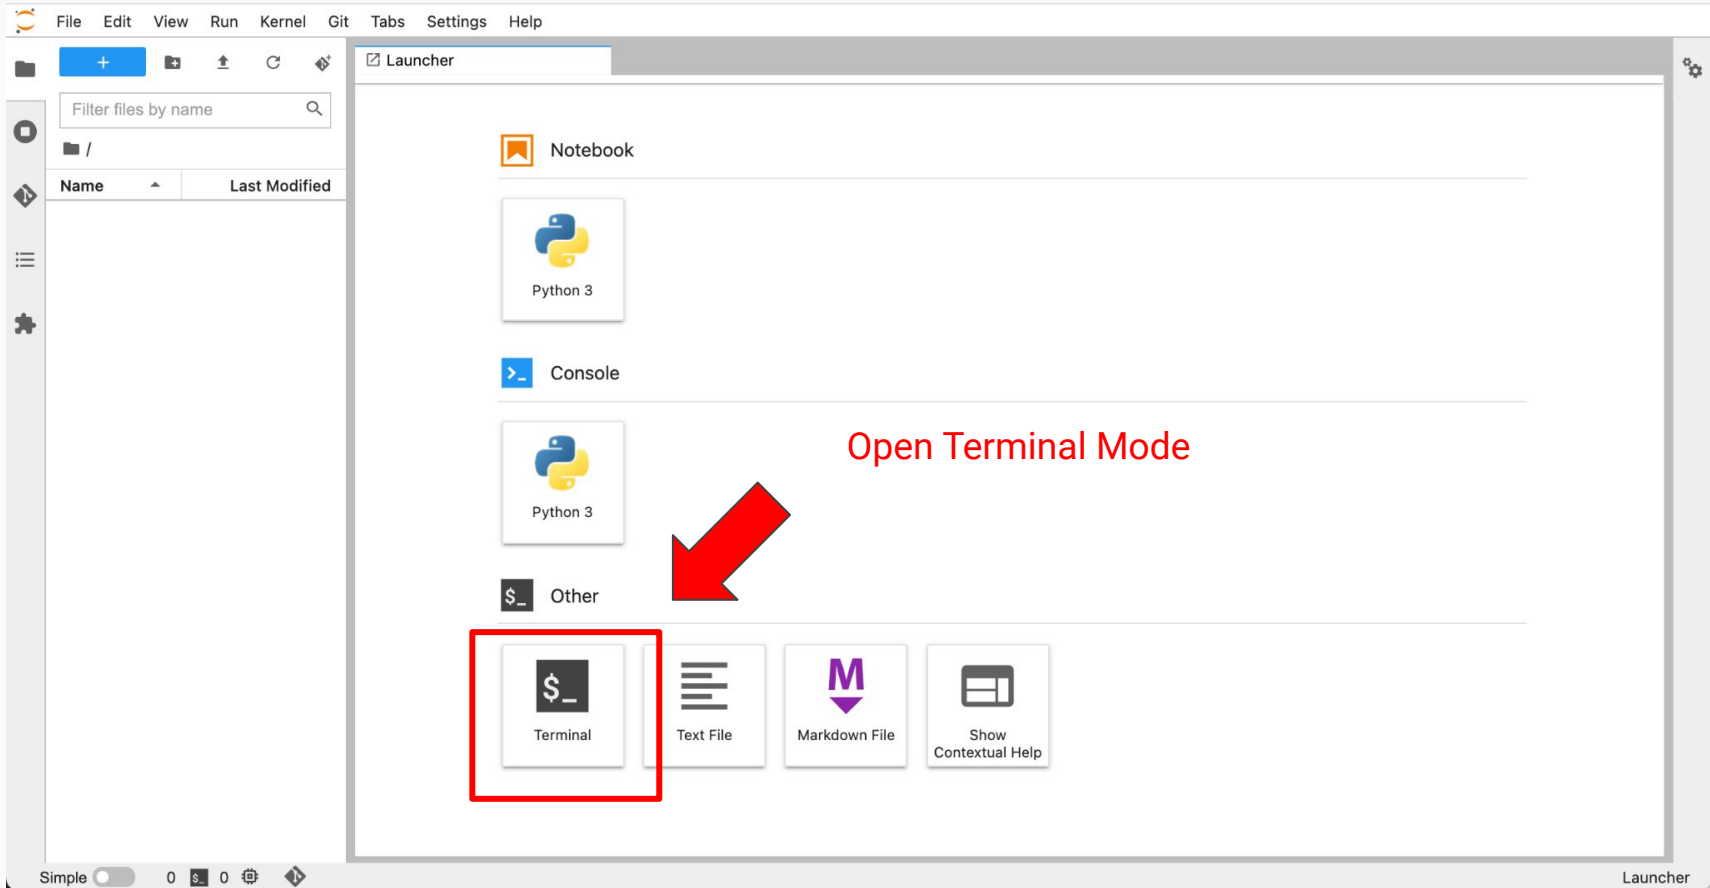 File Edit View Run Kernel Git Tabs Settings Help
+
Launcher
Filter files by name
/
Name Last Modified
Notebook
Python 3
>_ Console
Open Terminal Mode
Python 3
$_ Other
$_
M
Terminal
Text File
Markdown File
Show
Contextual Help
Simple 0 $_ 0 Launcher